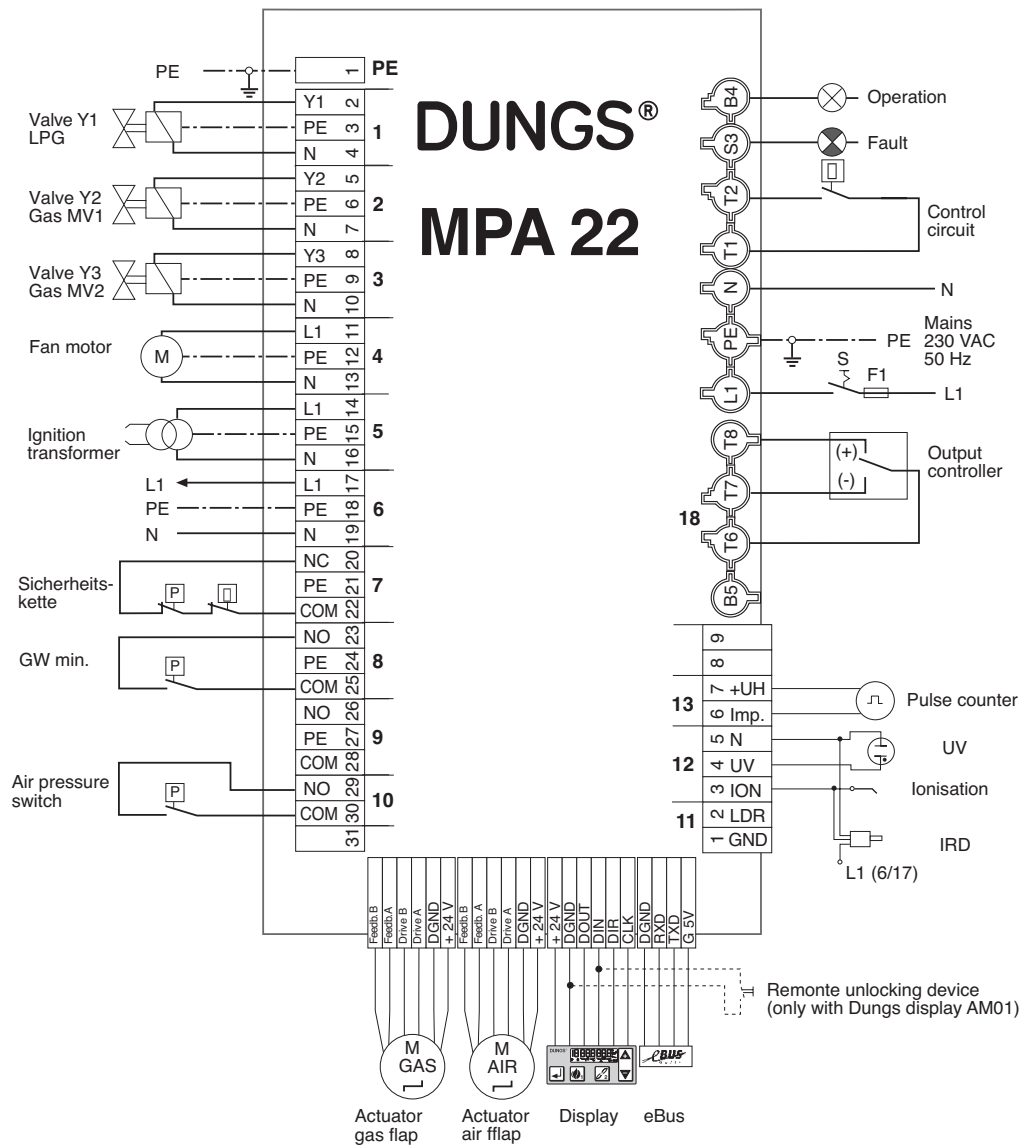 DUNGS®
MPA 22
PE
1
PE
Valve Y1
LPG
Y1 2
PE 3
N 4
1
Valve Y2
Gas MV1
Y2 5
PE 6
N 7
2
Valve Y3
Gas MV2
Y3 8
PE 9
N 10
3
Fan motor
M
L1 11
PE 12
N 13
4
Ignition
transformer
L1 14
PE 15
N 16
5
L1
PE
N
L1 17
PE 18
N 19
6
Sicherheits-
kette
P
NC 20
PE 21
COM 22
7
GW min.
P
NO 23
PE 24
COM 25
8
NO 26
PE 27
COM 28
9
Air pressure
switch
P
NO 29
COM 30
10
31
B4
Operation
S3
Fault
T2
T1
Control
circuit
N
N
PE
PE
Mains
230 VAC
50 Hz
L1
S
F1
L1
T8
T7
T6
B5
18
(+)
(-)
Output
controller
9
8
7 +UH
6 Imp.
13
Pulse counter
5 N
4 UV
12
UV
3 ION
Ionisation
2 LDR
1 GND
11
IRD
L1 (6/17)
Feedb. B
Feedb. A
Drive B
Drive A
DGND
+ 24 V
Feedb. B
Feedb. A
Drive B
Drive A
DGND
+ 24 V
+ 24 V
DGND
DOUT
DIN
DIR
CLK
DGND
RXD
TXD
G 5V
Remonte unlocking device
(only with Dungs display AM01)
M
GAS
M
AIR
DUNGS
eBUS
Actuator
gas flap
Actuator
air fflap
Display
eBus